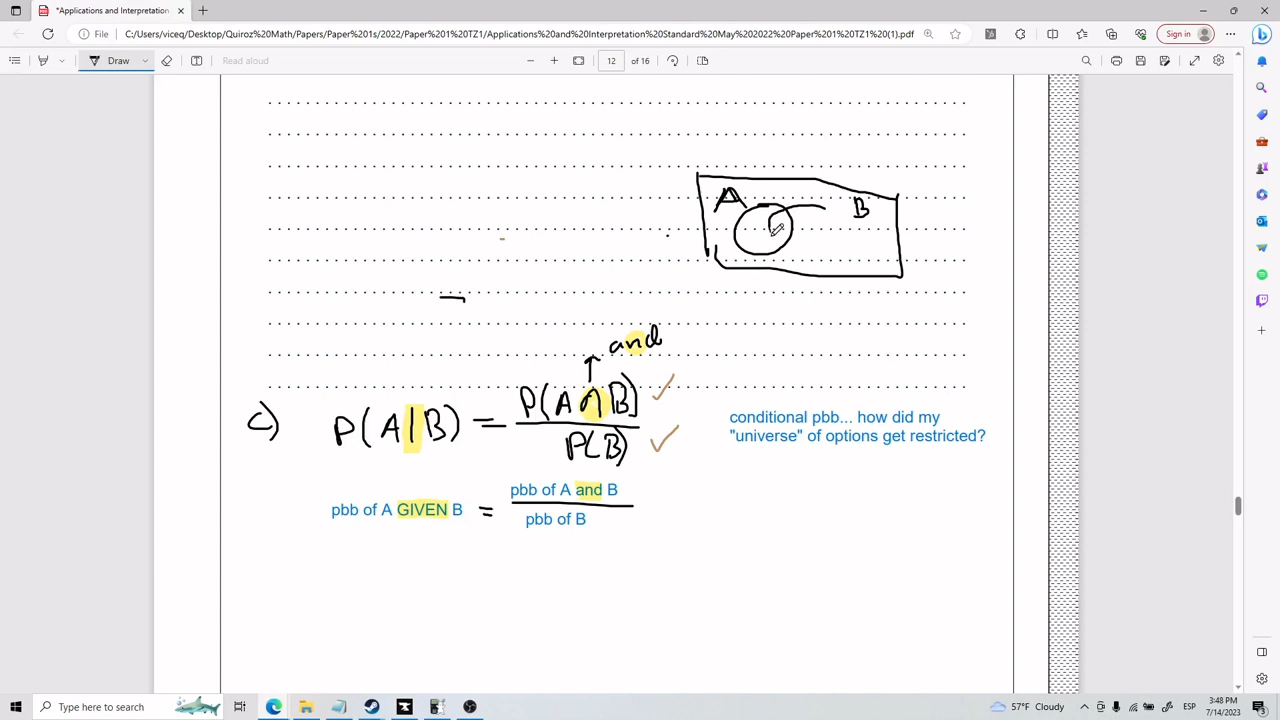 *Applications and Interpretation
File
C:/Users/viceq/Desktop/Quiroz%20Math/Papers/Paper%201s/2022/Paper%201%20TZ1/Applications%20and%20Interpretation%20Standard%20May%202022%20Paper%201%20TZ1%20(1).pdf
Sign in
Draw
Read aloud
12 of 16
A
B
and
c) P(A|B) = P(A ∩ B) / P(B)
conditional pbb... how did my
"universe" of options get restricted?
pbb of A GIVEN B = pbb of A and B / pbb of B
Type here to search
57°F Cloudy
ESP
3:48 PM
7/14/2023